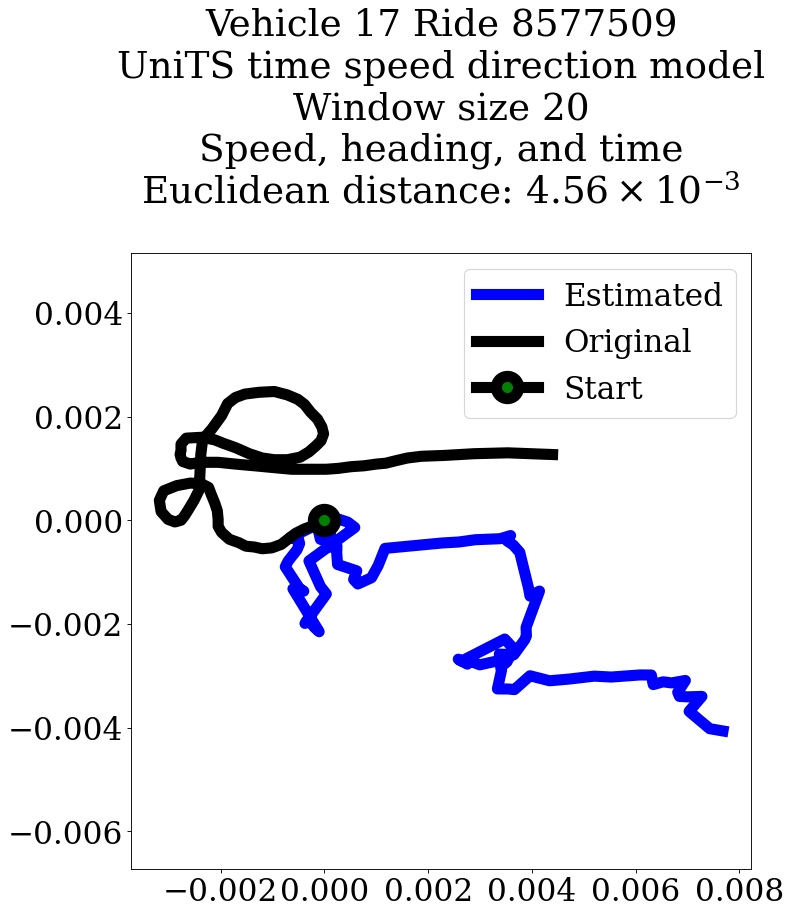 Vehicle 17 Ride 8577509
UniTS time speed direction model
Window size 20
Speed, heading, and time
Euclidean distance: 4.56 × 10⁻³
Estimated
Original
Start
0.004
0.002
0.000
−0.002
−0.004
−0.006
−0.002 0.000 0.002 0.004 0.006 0.008